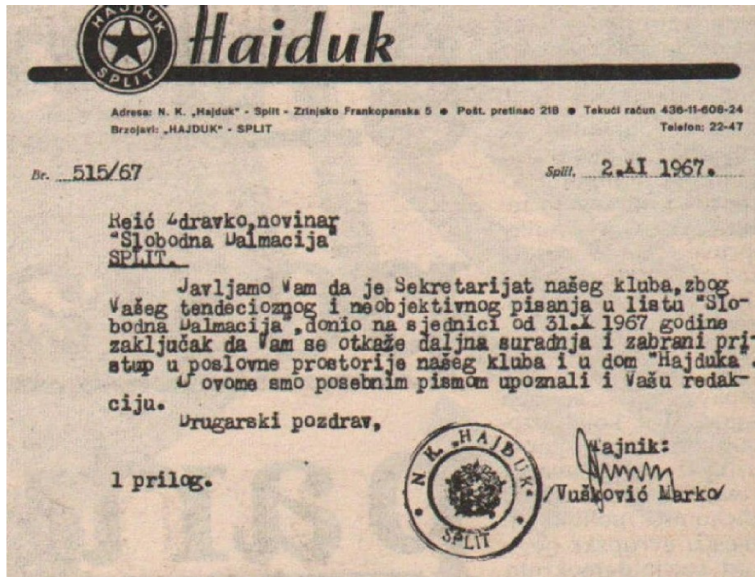 HAJDUK
SPLIT
Hajduk
Adresa: N. K. „Hajduk" - Split - Zrinjsko Frankopanska 5 ● Pošt. pretinac 219 ● Tekući račun 436-11-608-24
Brzojavi: „HAJDUK" - SPLIT
Telefon: 22-47
Br. 515/67
Split, 2.XI 1967.
Reić Zdravko, novinar
"Slobodna Dalmacija"
SPLIT.
Javljamo Vam da je Sekretarijat našeg kluba, zbog
Vašeg tendecioznog i neobjektivnog pisanja u listu "Slo-
bodna Dalmacija", donio na sjednici od 31.X 1967 godine
zaključak da Vam se otkaže daljna suradnja i zabrani pri-
stup u poslovne prostorije našeg kluba i u dom "Hajduka".
O ovome smo posebnim pismom upoznali i Vašu redak-
ciju.
Drugarski pozdrav,
1 prilog.
N. K. „HAJDUK"
SPLIT
Tajnik:
/Vušković Marko/